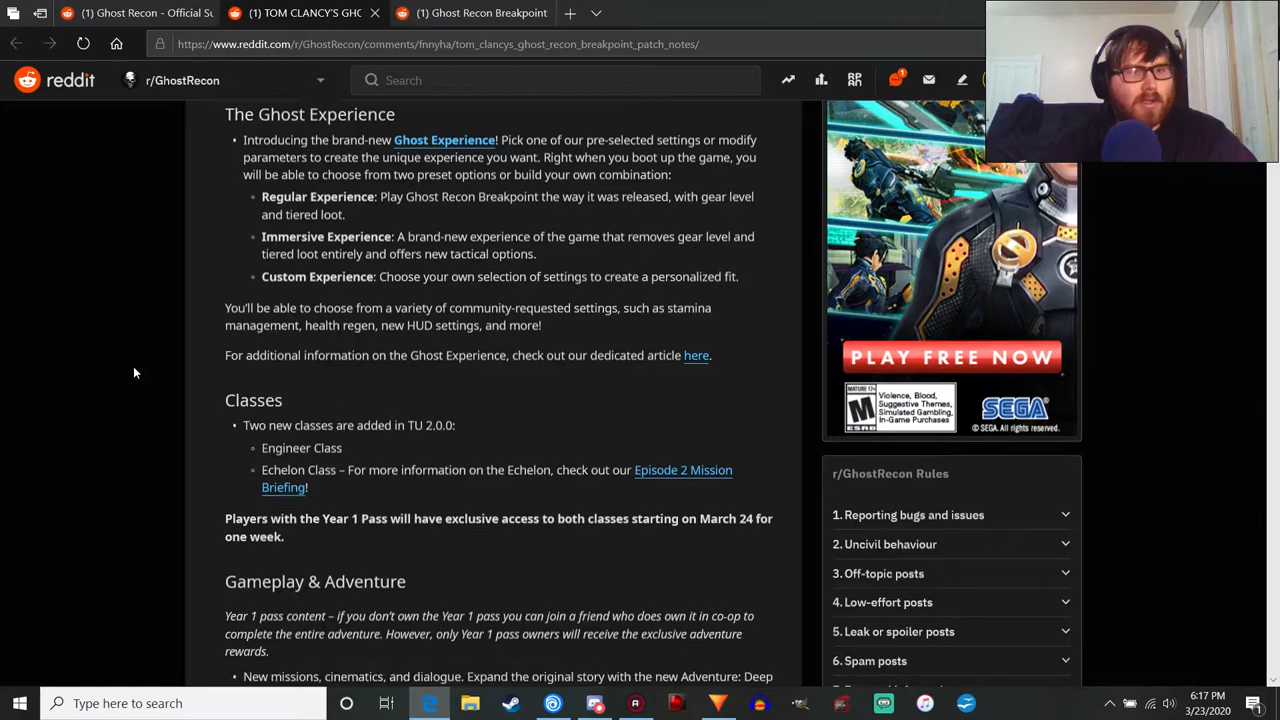 (1) Ghost Recon - Official Su
(1) TOM CLANCY'S GHO
(1) Ghost Recon Breakpoint
https://www.reddit.com/r/GhostRecon/comments/fnnyha/tom_clancys_ghost_recon_breakpoint_patch_notes/
reddit
r/GhostRecon
Search
1
The Ghost Experience
• Introducing the brand-new Ghost Experience! Pick one of our pre-selected settings or modify
parameters to create the unique experience you want. Right when you boot up the game, you
will be able to choose from two preset options or build your own combination:
Regular Experience: Play Ghost Recon Breakpoint the way it was released, with gear level
and tiered loot.
Immersive Experience: A brand-new experience of the game that removes gear level and
tiered loot entirely and offers new tactical options.
Custom Experience: Choose your own selection of settings to create a personalized fit.
You'll be able to choose from a variety of community-requested settings, such as stamina
management, health regen, new HUD settings, and more!
For additional information on the Ghost Experience, check out our dedicated article here.
Classes
• Two new classes are added in TU 2.0.0:
Engineer Class
Echelon Class – For more information on the Echelon, check out our Episode 2 Mission
Briefing!
Players with the Year 1 Pass will have exclusive access to both classes starting on March 24 for
one week.
Gameplay & Adventure
Year 1 pass content – if you don't own the Year 1 pass you can join a friend who does own it in co-op to
complete the entire adventure. However, only Year 1 pass owners will receive the exclusive adventure
rewards.
• New missions, cinematics, and dialogue. Expand the original story with the new Adventure: Deep
PLAY FREE NOW
MATURE 17+
M
ESRB
Violence, Blood,
Suggestive Themes,
Simulated Gambling,
In-Game Purchases
SEGA
© SEGA. All rights reserved.
r/GhostRecon Rules
1. Reporting bugs and issues
2. Uncivil behaviour
3. Off-topic posts
4. Low-effort posts
5. Leak or spoiler posts
6. Spam posts
Type here to search
6:17 PM
3/23/2020
1